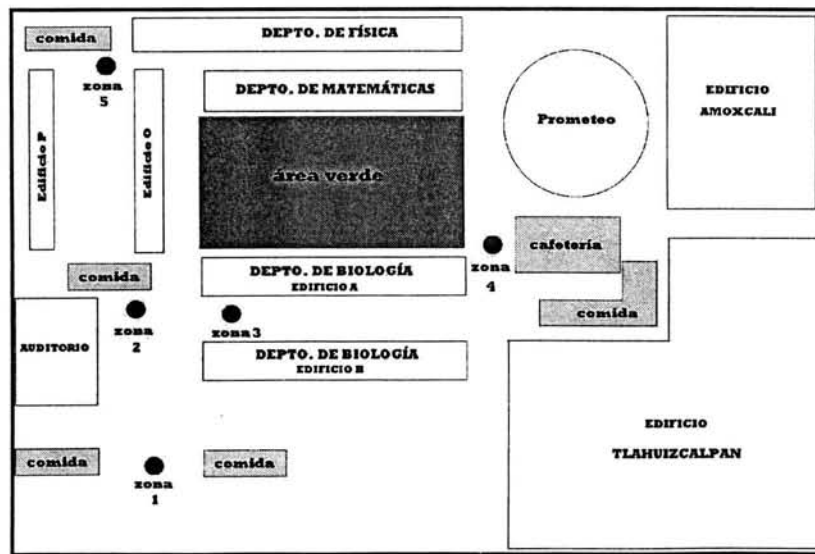 comida
DEPTO. DE FÍSICA
zona
5
DEPTO. DE MATEMÁTICAS
Prometeo
EDIFICIO
AMOXCALI
Edificio P
Edificio O
área verde
cafetería
zona
4
comida
DEPTO. DE BIOLOGÍA
EDIFICIO A
comida
zona
2
zona3
AUDITORIO
DEPTO. DE BIOLOGÍA
EDIFICIO B
EDIFICIO
TLAHUIZCALPAN
comida
zona
1
comida